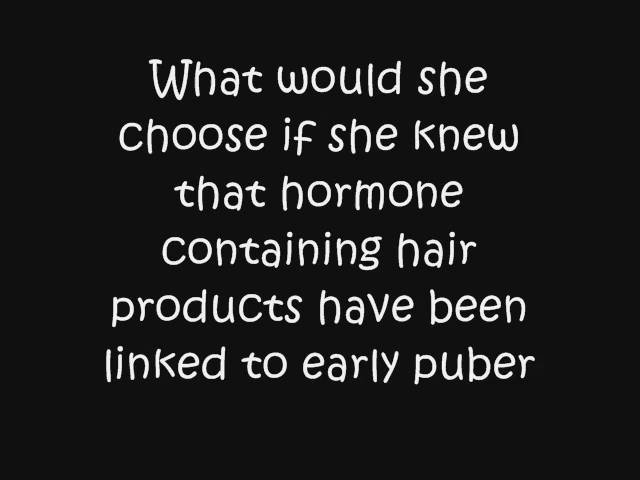 What would she
choose if she knew
that hormone
containing hair
products have been
linked to early puber